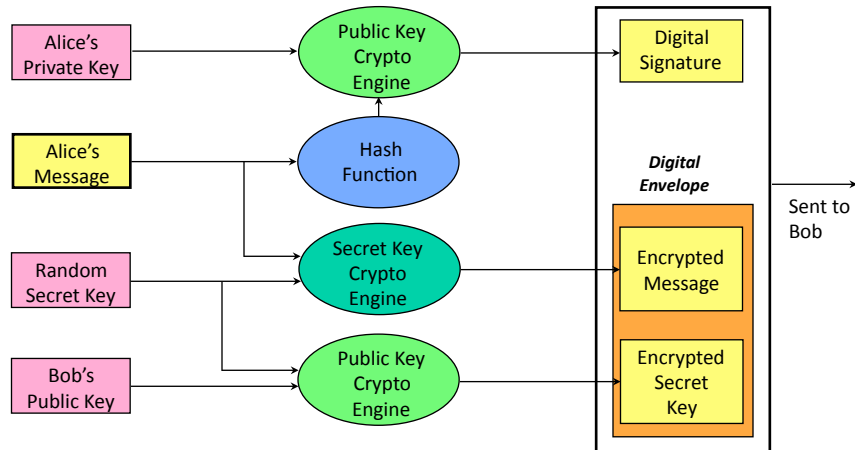 Alice's
Private Key
Public Key
Crypto
Engine
Digital
Signature
Alice's
Message
Hash
Function
Digital
Envelope
Sent to
Bob
Random
Secret Key
Secret Key
Crypto
Engine
Encrypted
Message
Bob's
Public Key
Public Key
Crypto
Engine
Encrypted
Secret
Key